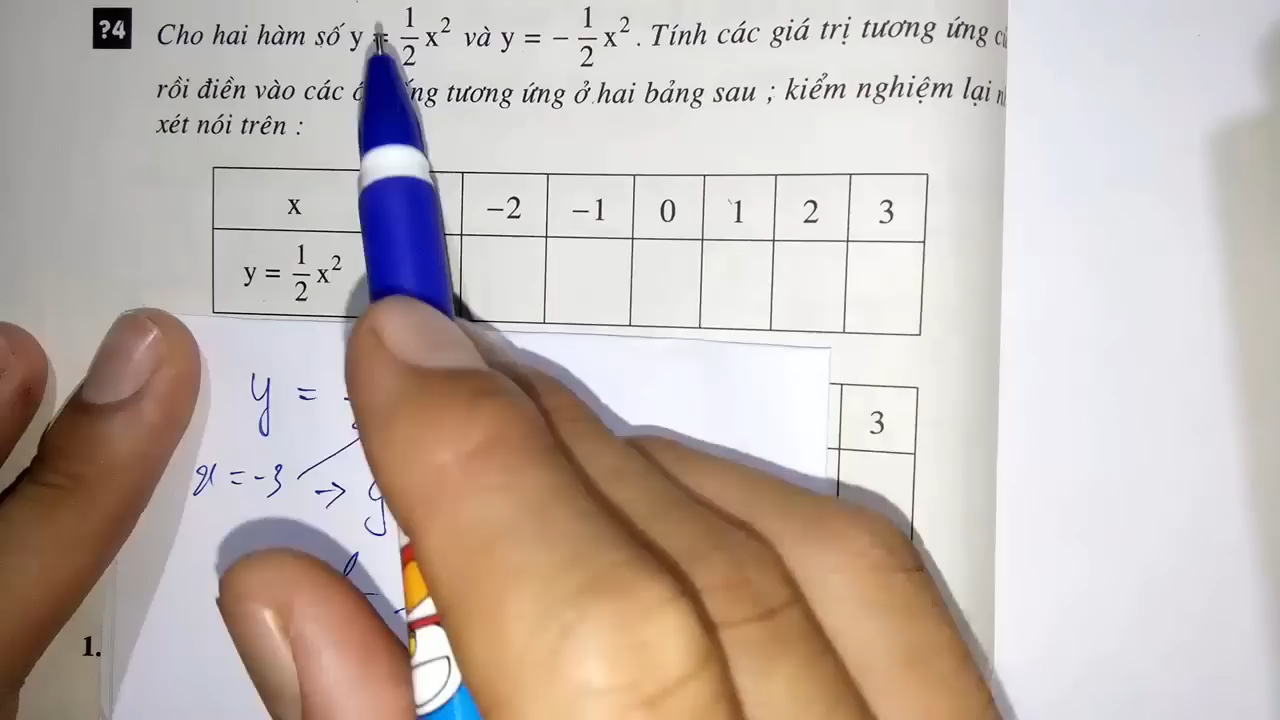 ?4 Cho hai hàm số y = 1/2 x² và y = − 1/2 x² . Tính các giá trị tương ứng
rồi điền vào các tương ứng ở hai bảng sau ; kiểm nghiệm lại
xét nói trên :
x −2 −1 0 1 2 3
y = 1/2 x²
y =
3
x = -3 → y
1.